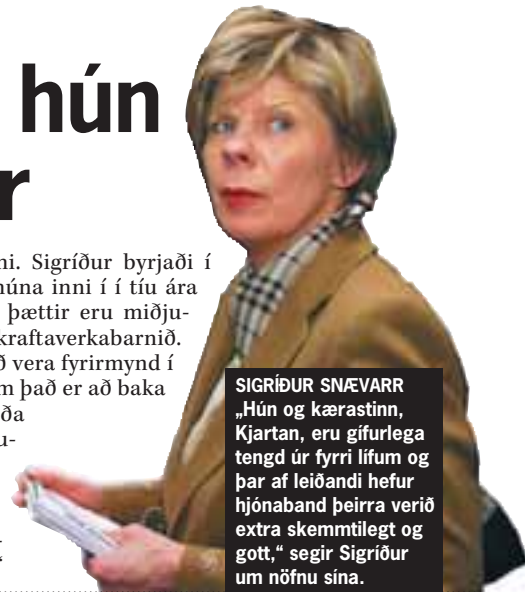 hún
r
ni. Sigríður byrjaði í
núna inni í í tíu ára
þættir eru miðju-
kraftaverkabarnið.
ð vera fyrirmynd í
m það er að baka
ða
u-
SIGRÍÐUR SNÆVARR
„Hún og kærastinn,
Kjartan, eru gífurlega
tengd úr fyrri lífum og
þar af leiðandi hefur
hjónaband þeirra verið
extra skemmtilegt og
gott,“ segir Sigríður
um nöfnu sína.